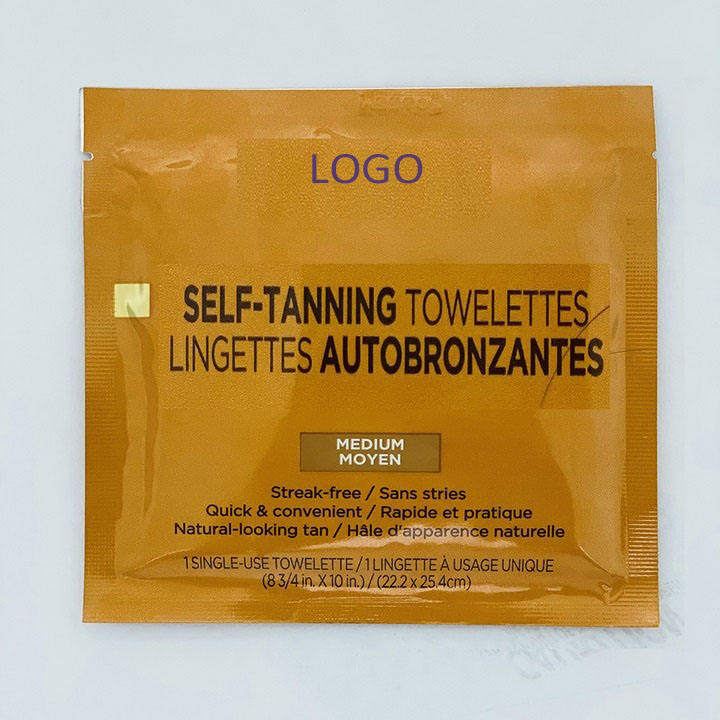 LOGO
SELF-TANNING TOWELETTES
LINGETTES AUTOBRONZANTES
MEDIUM
MOYEN
Streak-free / Sans stries
Quick & convenient / Rapide et pratique
Natural-looking tan / Hâle d'apparence naturelle
1 SINGLE-USE TOWELETTE / 1 LINGETTE À USAGE UNIQUE
(8 3/4 in. X 10 in.) / (22.2 x 25.4cm)